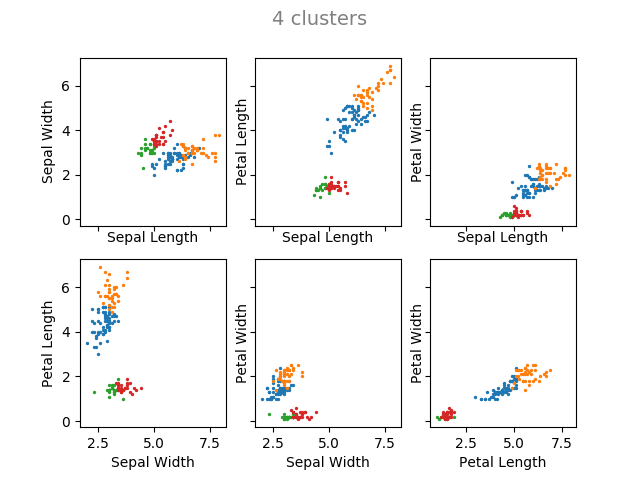 4 clusters
6
4
2
0
Sepal Width
Petal Length
Petal Width
Sepal Length
Sepal Length
Sepal Length
6
4
2
0
Petal Length
Petal Width
Petal Width
2.5 5.0 7.5
2.5 5.0 7.5
2.5 5.0 7.5
Sepal Width
Sepal Width
Petal Length